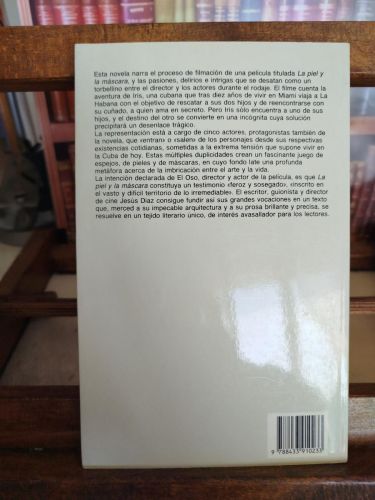 Esta novela narra el proceso de filmación de una película titulada La piel y
la máscara, y las pasiones, delirios e intrigas que se desatan como un
torbellino entre el director y los actores durante el rodaje. El filme cuenta la
aventura de Iris, una cubana que tras diez años de vivir en Miami viaja a La
Habana con el objetivo de rescatar a sus dos hijos y de reencontrarse con
su cuñado, a quien ama en secreto. Pero Iris sólo encuentra a uno de sus
hijos, y el destino del otro se convierte en una incógnita cuya solución
precipitará un desenlace trágico.
La representación está a cargo de cinco actores, protagonistas también de
la novela, que «entran» o «salen» de los personajes desde sus respectivas
existencias cotidianas, sometidas a la extrema tensión que supone vivir en
la Cuba de hoy. Estas múltiples duplicidades crean un fascinante juego de
espejos, de pieles y de máscaras, en cuyo fondo late una profunda
metáfora acerca de la imbricación entre el arte y la vida.
La intención declarada de El Oso, director y actor de la película, es que La
piel y la máscara constituya un testimonio «feroz y sosegado», «inscrito en
el vasto y difícil territorio de lo irremediable». El escritor, guionista y director
de cine Jesús Díaz consigue fundir así sus grandes vocaciones en un texto
que, merced a su impecable arquitectura y a su prosa brillante y precisa, se
resuelve en un tejido literario único, de interés avasallador para los lectores.
9 788433 910233